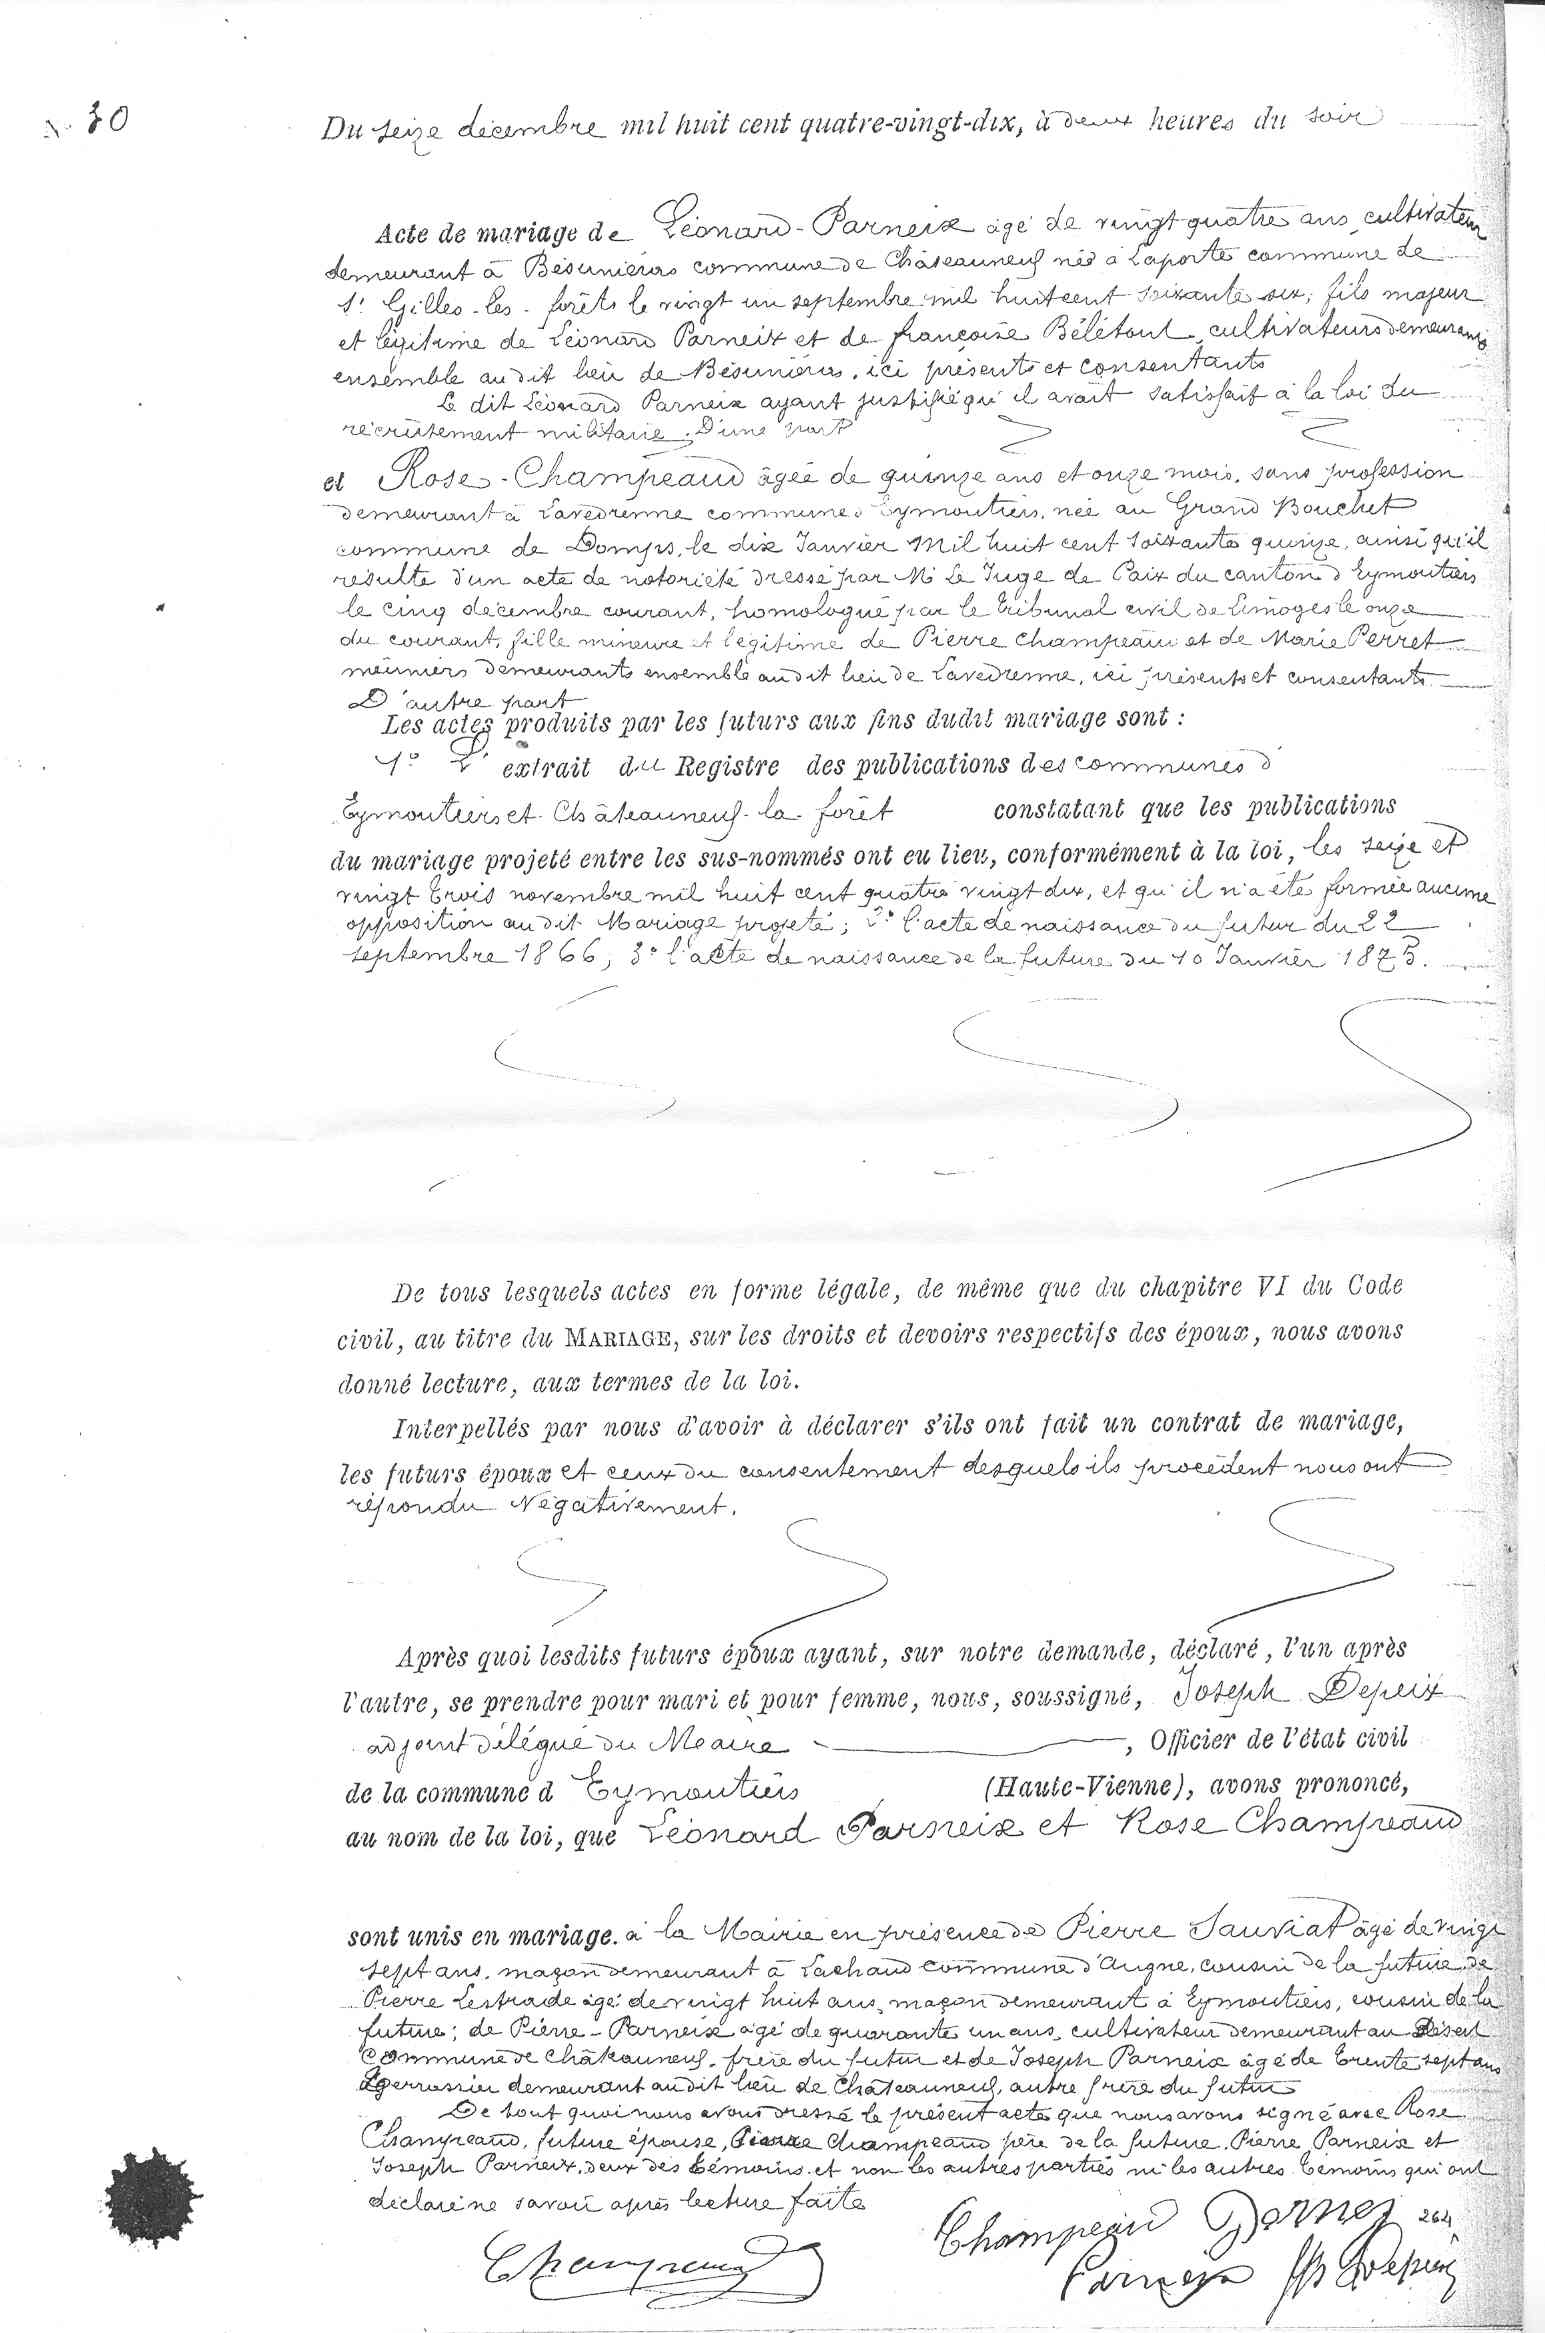 N° 30
Du seize décembre mil huit cent quatre-vingt-dix, à deux heures du soir
Acte de mariage de Léonard-Parneix âgé de vingt quatre ans, cultivateur
demeurant à Bésuniéras commune de Châteauneuf né à Laporte commune de
St Gilles-les-forêts le vingt un septembre mil huit cent soixante six; fils majeur
et légitime de Léonard Parneix et de françoise Bélétoul, cultivateurs demeurants
ensemble au dit lieu de Bésuniéras, ici présents et consentants
Le dit Léonard Parneix ayant justifié qu'il avait satisfait à la loi du
recrutement militaire. D'une part
et Rose-Champeaud âgée de quinze ans et onze mois, sans profession
demeurant à Lavedrenne commune d'Eymoutiers, née au Grand Bouchet
commune de Domps, le dix Janvier Mil huit cent soixante quinze, ainsi qu'il
résulte d'un acte de notoriété dressé par Mr Le Juge de Paix du canton d'Eymoutiers
le cinq décembre courant, homologué par le tribunal civil de Limoges le onze
du courant, fille mineure et légitime de Pierre Champeaud et de Marie Perret
meuniers demeurants ensemble au dit lieu de Lavedrenne, ici présents et consentants
D'autre part
Les actes produits par les futurs aux fins dudit mariage sont :
1° L'extrait du Registre des publications des communes d'
Eymoutiers et Châteauneuf-la-forêt constatant que les publications
du mariage projeté entre les sus-nommés ont eu lieu, conformément à la loi, les seize et
vingt trois novembre mil huit cent quatre vingt dix, et qu'il n'a été formée aucune
opposition au dit Mariage projeté; 2° l'acte de naissance du futur du 22
septembre 1866; 3° l'acte de naissance de la future du 10 Janvier 1875.
De tous lesquels actes en forme légale, de même que du chapitre VI du Code
civil, au titre du MARIAGE, sur les droits et devoirs respectifs des époux, nous avons
donné lecture, aux termes de la loi.
Interpellés par nous d'avoir à déclarer s'ils ont fait un contrat de mariage,
les futurs époux et ceux du consentement desquels ils procèdent nous ont
répondu Négativement.
Après quoi lesdits futurs époux ayant, sur notre demande, déclaré, l'un après
l'autre, se prendre pour mari et pour femme, nous, soussigné, Joseph Depeix
adjoint délégué du Maire, Officier de l'état civil
de la commune d'Eymoutiers (Haute-Vienne), avons prononcé,
au nom de la loi, que Léonard Parneix et Rose Champeaud
sont unis en mariage. à la Mairie en présence de Pierre Sauviat âgé de vingt
sept ans, maçon demeurant à Lachaud commune d'Augne, cousin de la future, de
Pierre Lestrade âgé de vingt huit ans, maçon demeurant à Eymoutiers, cousin de la
future; de Pierre-Parneix âgé de quarante un ans, cultivateur demeurant au Désert
commune de Châteauneuf, frère du futur et de Joseph Parneix âgé de trente sept ans
demeurant au dit lieu de Châteauneuf, autre frère du futur
De tout quoi nous avons dressé le présent acte que nous avons signé avec Rose
Champeaud, future épouse, Pierre Champeaud père de la future, Pierre Parneix et
Joseph Parneix, deux des témoins et non les autres parties ni les autres témoins qui ont
déclaré ne savoir après lecture faite
Champeaud Parneix 264
Champeaud Parneix Jh Depeix